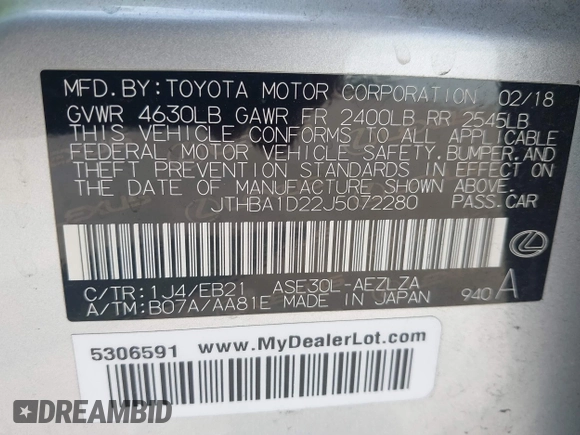 MFD. BY: TOYOTA MOTOR CORPORATION 02/18
GVWR 4630LB GAWR FR 2400LB RR 2545LB
THIS VEHICLE CONFORMS TO ALL APPLICABLE
FEDERAL MOTOR VEHICLE SAFETY, BUMPER, AND
THEFT PREVENTION STANDARDS IN EFFECT ON
THE DATE OF MANUFACTURE SHOWN ABOVE.
JTHBA1D22J5072280 PASS.CAR
C/TR: 1J4/EB21 ASE30L-AEZLZA
A/TM: B07A/AA81E MADE IN JAPAN 940 A
5306591 www.MyDealerLot.com
DREAMBID